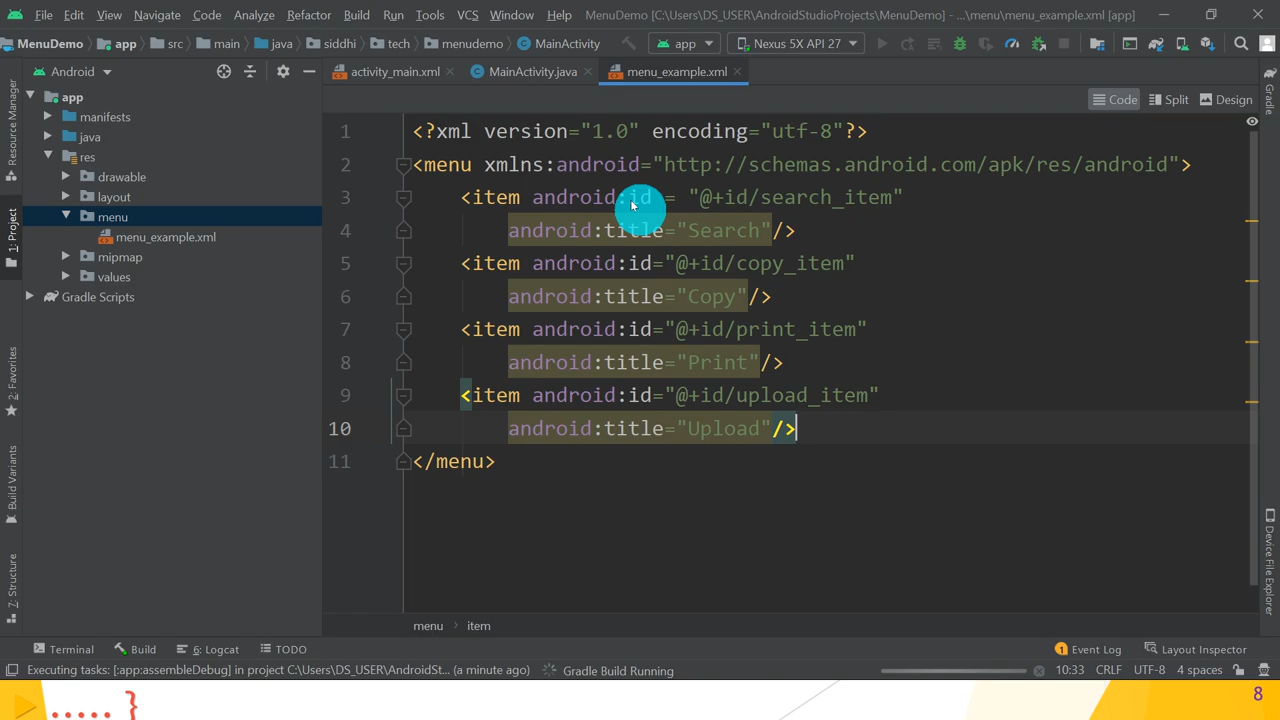 File Edit View Navigate Code Analyze Refactor Build Run Tools VCS Window Help MenuDemo [C:\Users\DS_USER\AndroidStudioProjects\MenuDemo] - ...\menu\menu_example.xml [app]
MenuDemo app src main java siddhi tech menudemo MainActivity app Nexus 5X API 27
Android activity_main.xml MainActivity.java menu_example.xml
Code Split Design
app
manifests
java
res
drawable
layout
menu
menu_example.xml
mipmap
values
Gradle Scripts
Resource Manager
1: Project
2: Favorites
Build Variants
7: Structure
1 <?xml version="1.0" encoding="utf-8"?>
2 <menu xmlns:android="http://schemas.android.com/apk/res/android">
3 <item android:id = "@+id/search_item"
4 android:title="Search"/>
5 <item android:id="@+id/copy_item"
6 android:title="Copy"/>
7 <item android:id="@+id/print_item"
8 android:title="Print"/>
9 <item android:id="@+id/upload_item"
10 android:title="Upload"/>
11 </menu>
Gradle
Device File Explorer
menu item
Terminal Build 6: Logcat TODO 1 Event Log Layout Inspector
Executing tasks: [:app:assembleDebug] in project C:\Users\DS_USER\AndroidSt... (a minute ago) Gradle Build Running 10:33 CRLF UTF-8 4 spaces
..... }
8